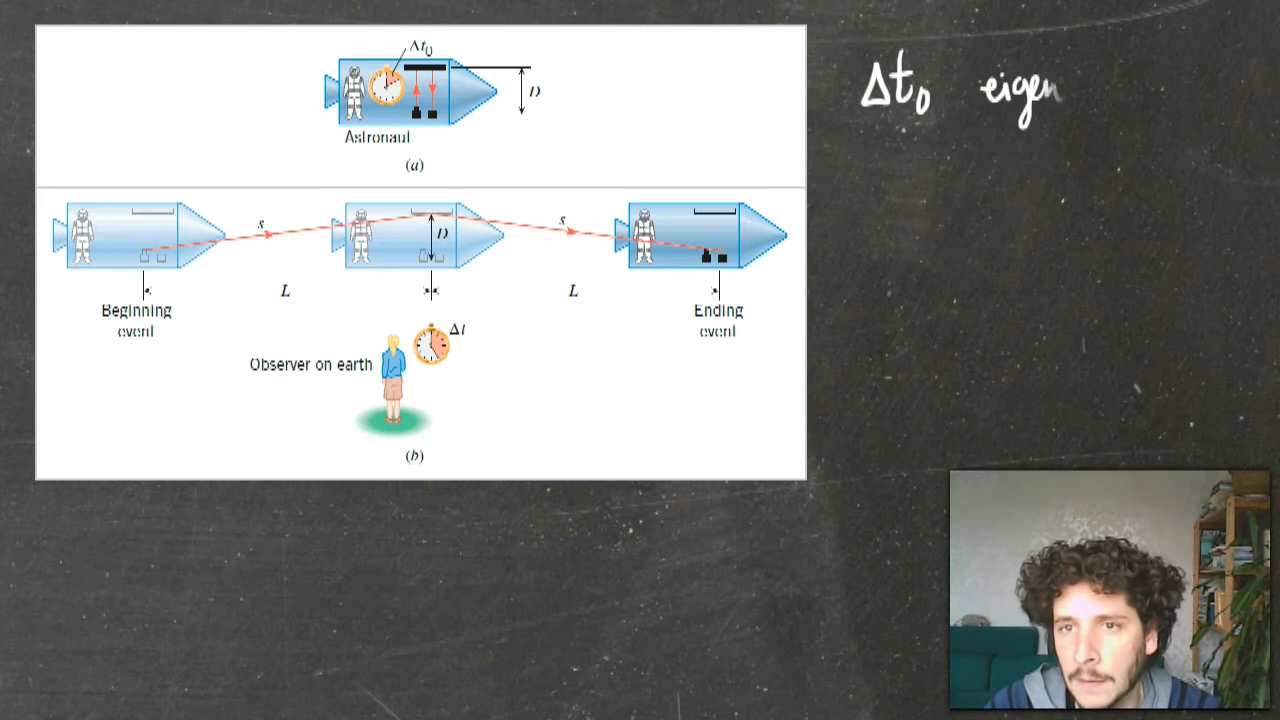 Δt₀ eigen
Δt₀
D
Astronaut
(a)
s
D
s
L
L
Beginning
event
Ending
event
Δt
Observer on earth
(b)